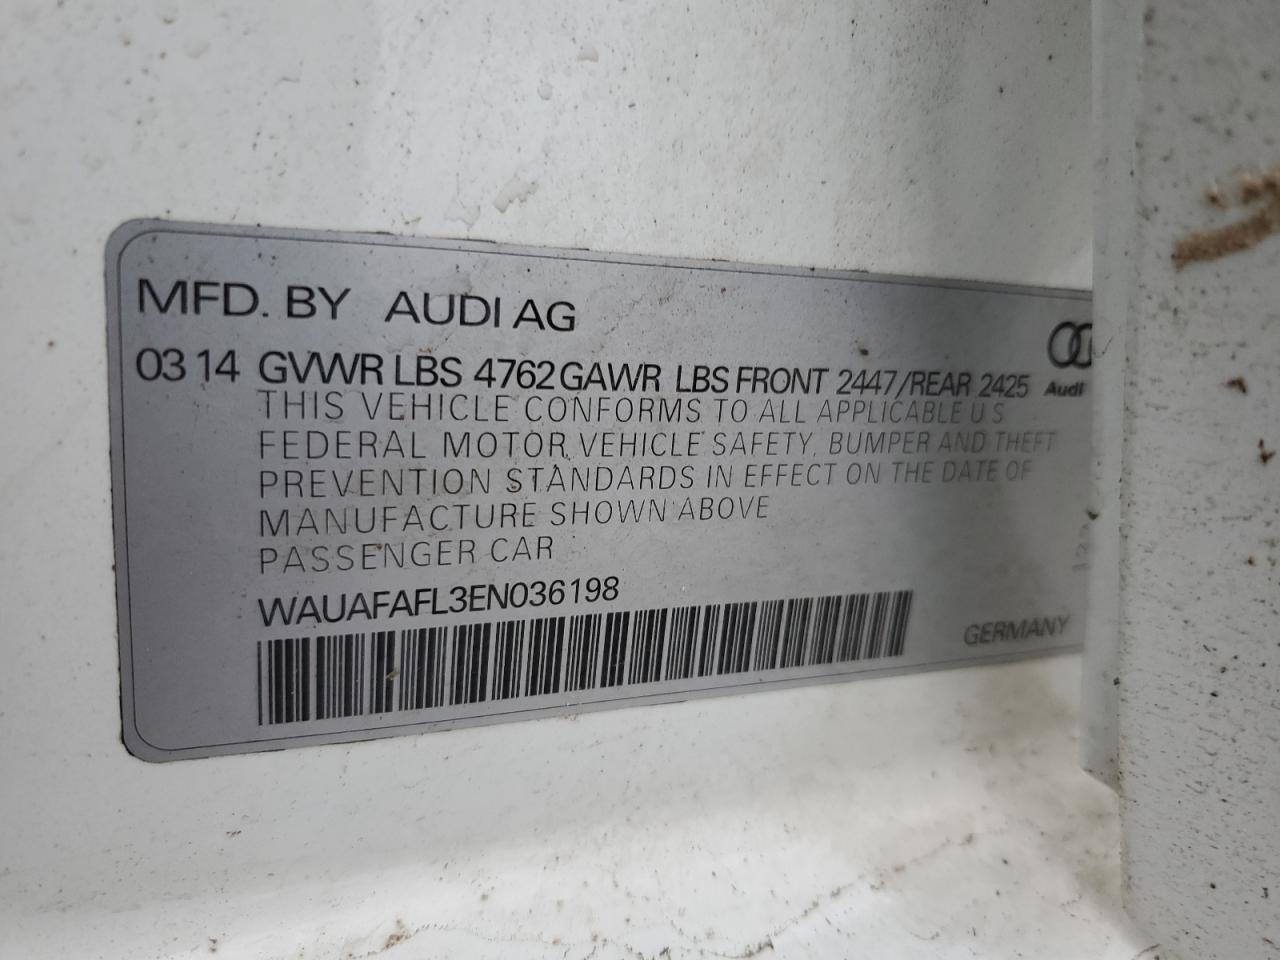 MFD. BY AUDI AG
03 14 GVWR LBS 4762 GAWR LBS FRONT 2447/REAR 2425
Audi
THIS VEHICLE CONFORMS TO ALL APPLICABLE U S
FEDERAL MOTOR VEHICLE SAFETY, BUMPER AND THEFT
PREVENTION STANDARDS IN EFFECT ON THE DATE OF
MANUFACTURE SHOWN ABOVE
PASSENGER CAR
WAUAFAFL3EN036198
GERMANY